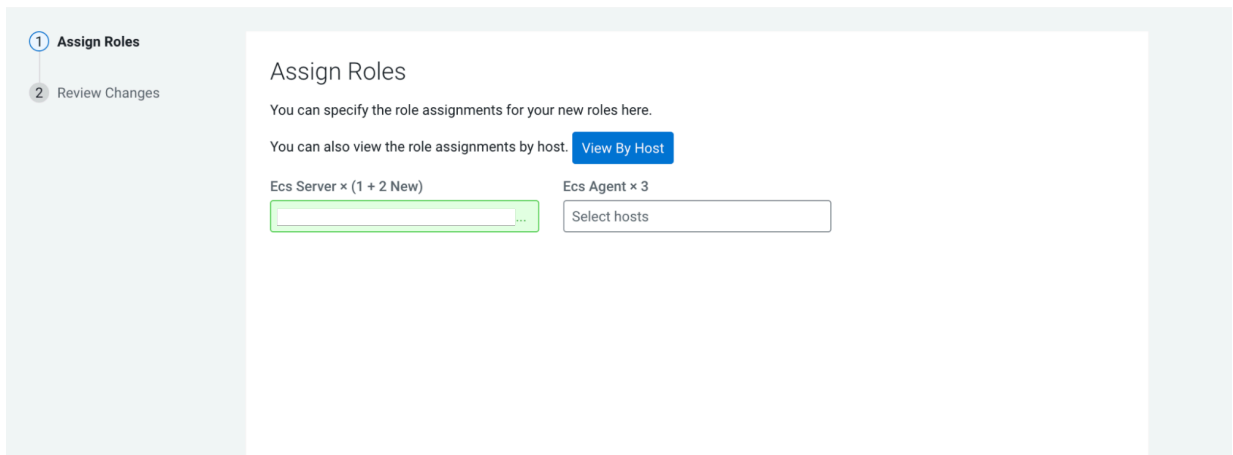 1 Assign Roles
2 Review Changes
Assign Roles
You can specify the role assignments for your new roles here.
You can also view the role assignments by host. View By Host
Ecs Server × (1 + 2 New) Ecs Agent × 3
... Select hosts